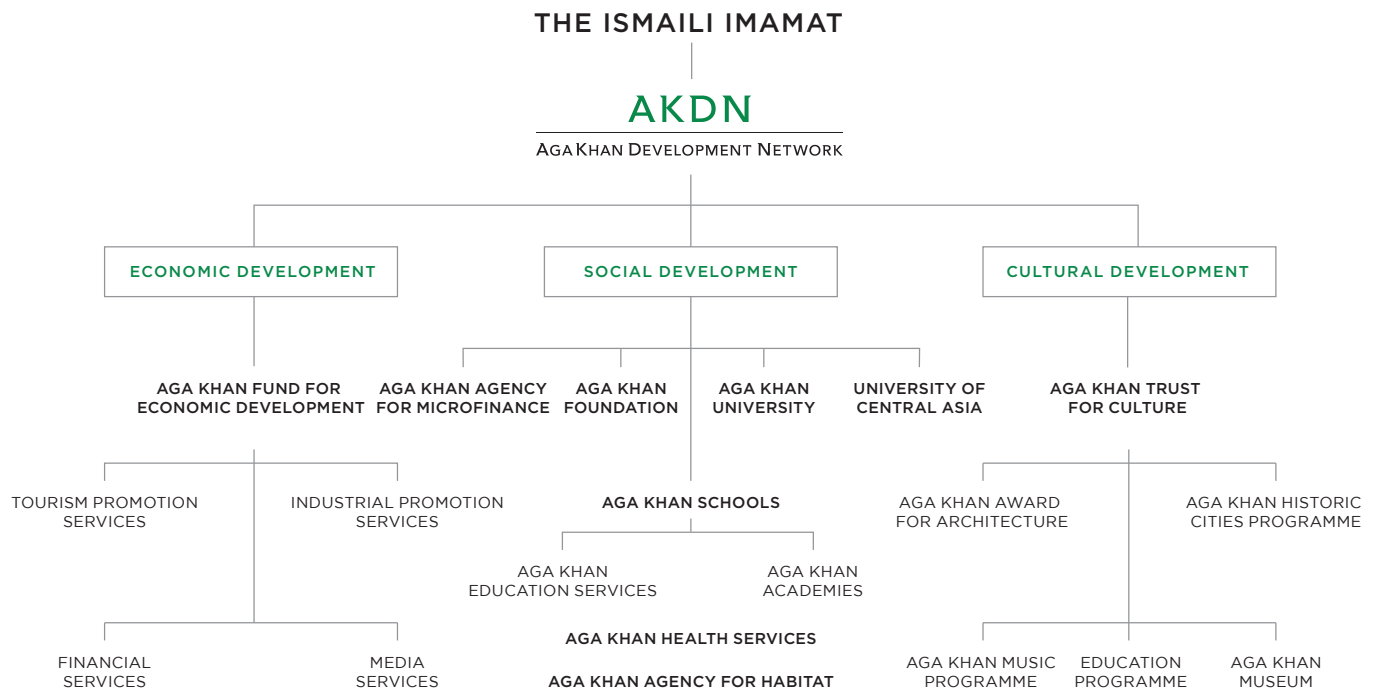 THE ISMAILI IMAMAT
AKDN
AGA KHAN DEVELOPMENT NETWORK
ECONOMIC DEVELOPMENT
SOCIAL DEVELOPMENT
CULTURAL DEVELOPMENT
AGA KHAN FUND FOR
ECONOMIC DEVELOPMENT
AGA KHAN AGENCY
FOR MICROFINANCE
AGA KHAN
FOUNDATION
AGA KHAN
UNIVERSITY
UNIVERSITY OF
CENTRAL ASIA
AGA KHAN TRUST
FOR CULTURE
TOURISM PROMOTION
SERVICES
INDUSTRIAL PROMOTION
SERVICES
AGA KHAN SCHOOLS
AGA KHAN AWARD
FOR ARCHITECTURE
AGA KHAN HISTORIC
CITIES PROGRAMME
AGA KHAN
EDUCATION SERVICES
AGA KHAN
ACADEMIES
AGA KHAN HEALTH SERVICES
FINANCIAL
SERVICES
MEDIA
SERVICES
AGA KHAN AGENCY FOR HABITAT
AGA KHAN MUSIC
PROGRAMME
EDUCATION
PROGRAMME
AGA KHAN
MUSEUM